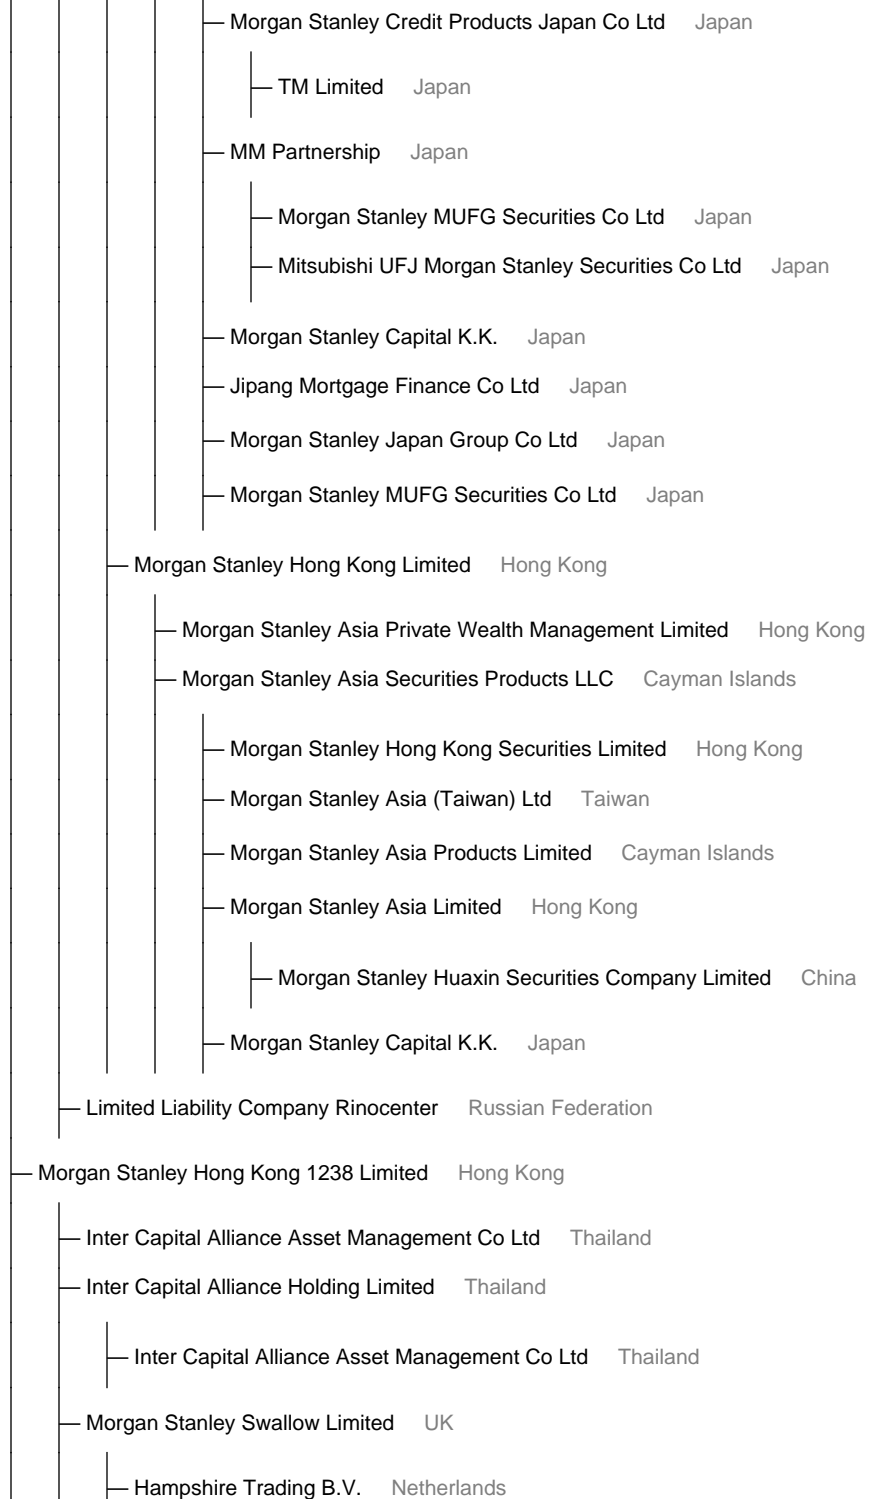 Morgan Stanley Credit Products Japan Co Ltd Japan
TM Limited Japan
MM Partnership Japan
Morgan Stanley MUFG Securities Co Ltd Japan
Mitsubishi UFJ Morgan Stanley Securities Co Ltd Japan
Morgan Stanley Capital K.K. Japan
Jipang Mortgage Finance Co Ltd Japan
Morgan Stanley Japan Group Co Ltd Japan
Morgan Stanley MUFG Securities Co Ltd Japan
Morgan Stanley Hong Kong Limited Hong Kong
Morgan Stanley Asia Private Wealth Management Limited Hong Kong
Morgan Stanley Asia Securities Products LLC Cayman Islands
Morgan Stanley Hong Kong Securities Limited Hong Kong
Morgan Stanley Asia (Taiwan) Ltd Taiwan
Morgan Stanley Asia Products Limited Cayman Islands
Morgan Stanley Asia Limited Hong Kong
Morgan Stanley Huaxin Securities Company Limited China
Morgan Stanley Capital K.K. Japan
Limited Liability Company Rinocenter Russian Federation
Morgan Stanley Hong Kong 1238 Limited Hong Kong
Inter Capital Alliance Asset Management Co Ltd Thailand
Inter Capital Alliance Holding Limited Thailand
Inter Capital Alliance Asset Management Co Ltd Thailand
Morgan Stanley Swallow Limited UK
Hampshire Trading B.V. Netherlands